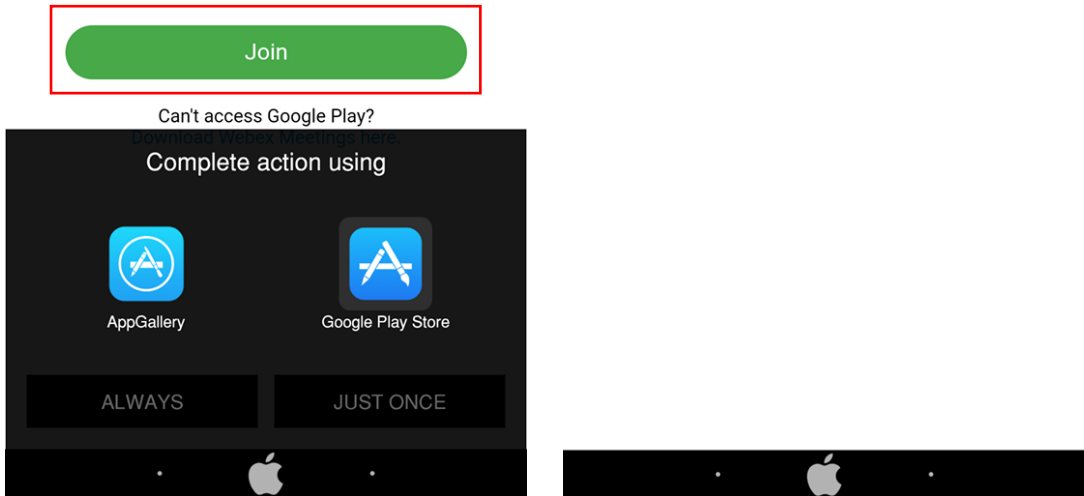 Join
Can't access Google Play?
Download Webex Meetings here.
Complete action using
AppGallery
Google Play Store
ALWAYS
JUST ONCE